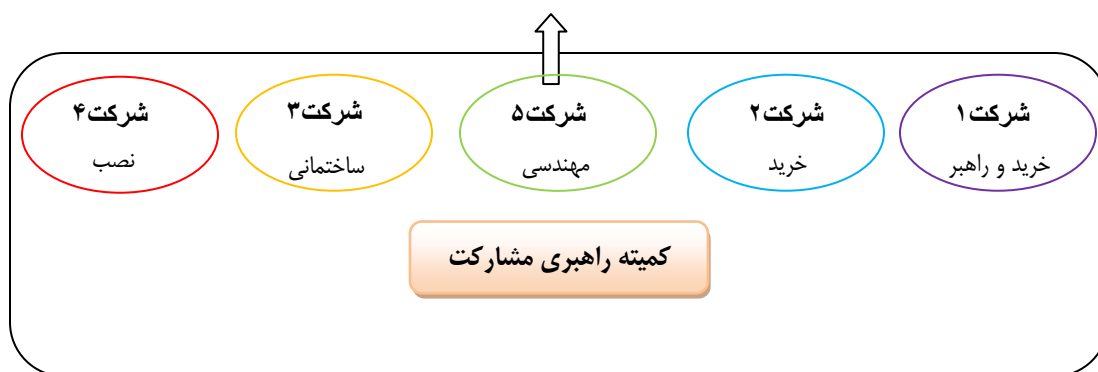 شرکت۱
خرید و راهبر
شرکت۲
خرید
شرکت۵
مهندسی
شرکت۳
ساختمانی
شرکت۴
نصب
کمیته راهبری مشارکت